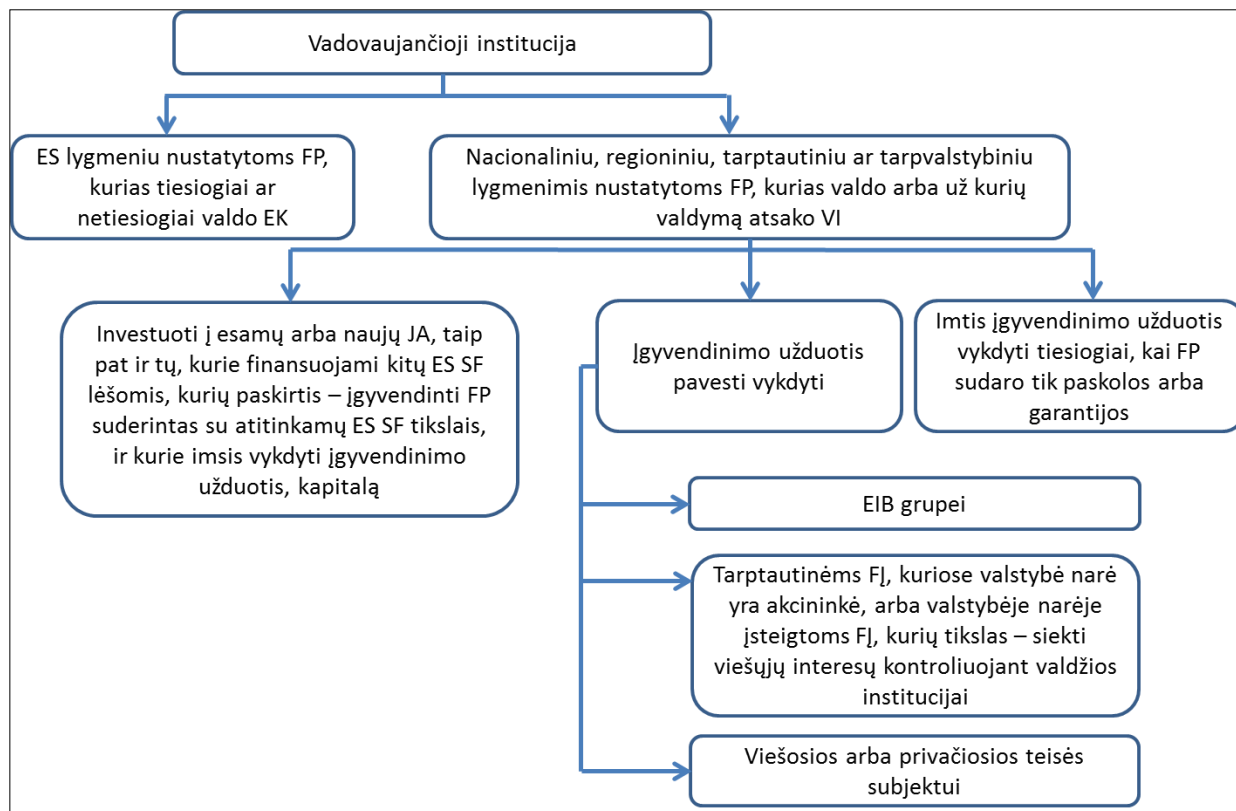 Vadovaujančioji institucija
ES lygmeniu nustatytoms FP,
kurias tiesiogiai ar
netiesiogiai valdo EK
Nacionaliniu, regioniniu, tarptautiniu ar tarpvalstybiniu
lygmenimis nustatytoms FP, kurias valdo arba už kurių
valdymą atsako VI
Investuoti į esamų arba naujų JA, taip
pat ir tų, kurie finansuojami kitų ES SF
lėšomis, kurių paskirtis – įgyvendinti FP
suderintas su atitinkamų ES SF tikslais,
ir kurie imsis vykdyti įgyvendinimo
užduotis, kapitalą
Įgyvendinimo užduotis
pavesti vykdyti
Imtis įgyvendinimo užduotis
vykdyti tiesiogiai, kai FP
sudaro tik paskolos arba
garantijos
EIB grupei
Tarptautinėms FĮ, kuriose valstybė narė
yra akcininkė, arba valstybėje narėje
įsteigtoms FĮ, kurių tikslas – siekti
viešųjų interesų kontroliuojant valdžios
institucijai
Viešosios arba privačiosios teisės
subjektui